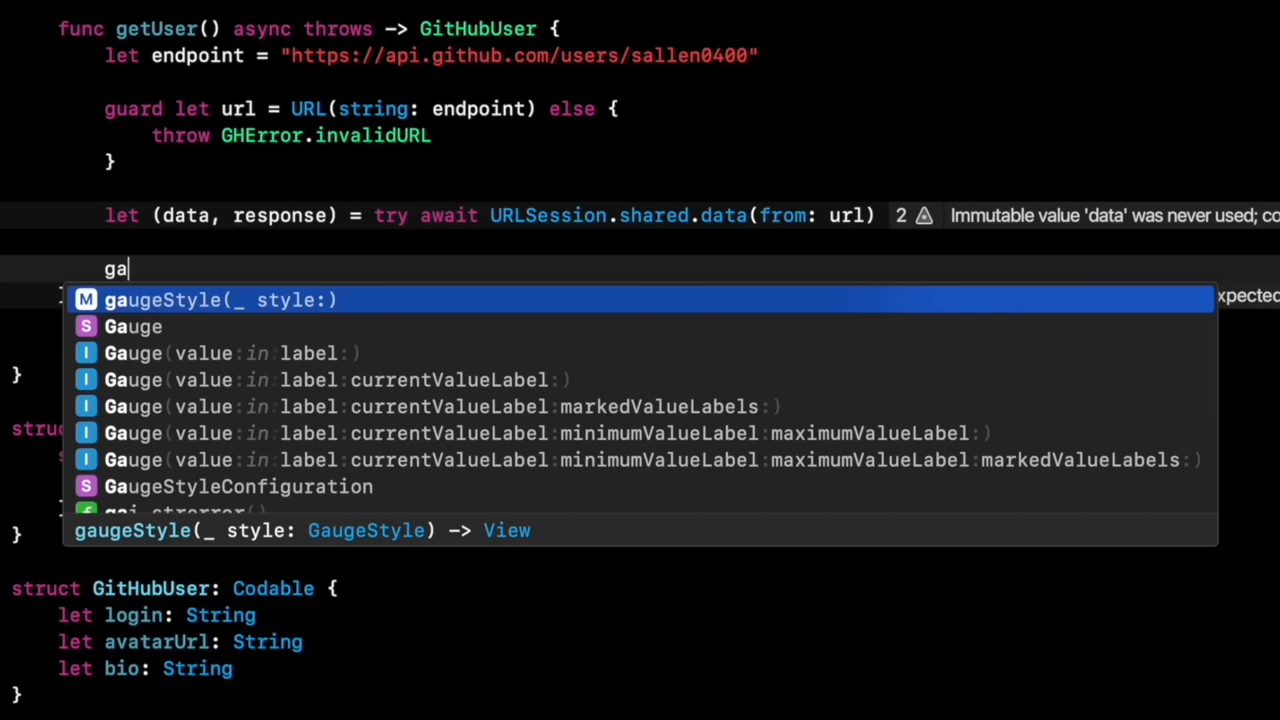 func getUser() async throws -> GitHubUser {
let endpoint = "https://api.github.com/users/sallen0400"
guard let url = URL(string: endpoint) else {
throw GHError.invalidURL
}
let (data, response) = try await URLSession.shared.data(from: url) 2 Immutable value 'data' was never used; co
ga
M gaugeStyle(_ style:)
xpected
S Gauge
I Gauge(value:in:label:)
I Gauge(value:in:label:currentValueLabel:)
}
I Gauge(value:in:label:currentValueLabel:markedValueLabels:)
struc
I Gauge(value:in:label:currentValueLabel:minimumValueLabel:maximumValueLabel:)
I Gauge(value:in:label:currentValueLabel:minimumValueLabel:maximumValueLabel:markedValueLabels:)
S GaugeStyleConfiguration
f gai_strerror()
gaugeStyle(_ style: GaugeStyle) -> View
}
struct GitHubUser: Codable {
let login: String
let avatarUrl: String
let bio: String
}